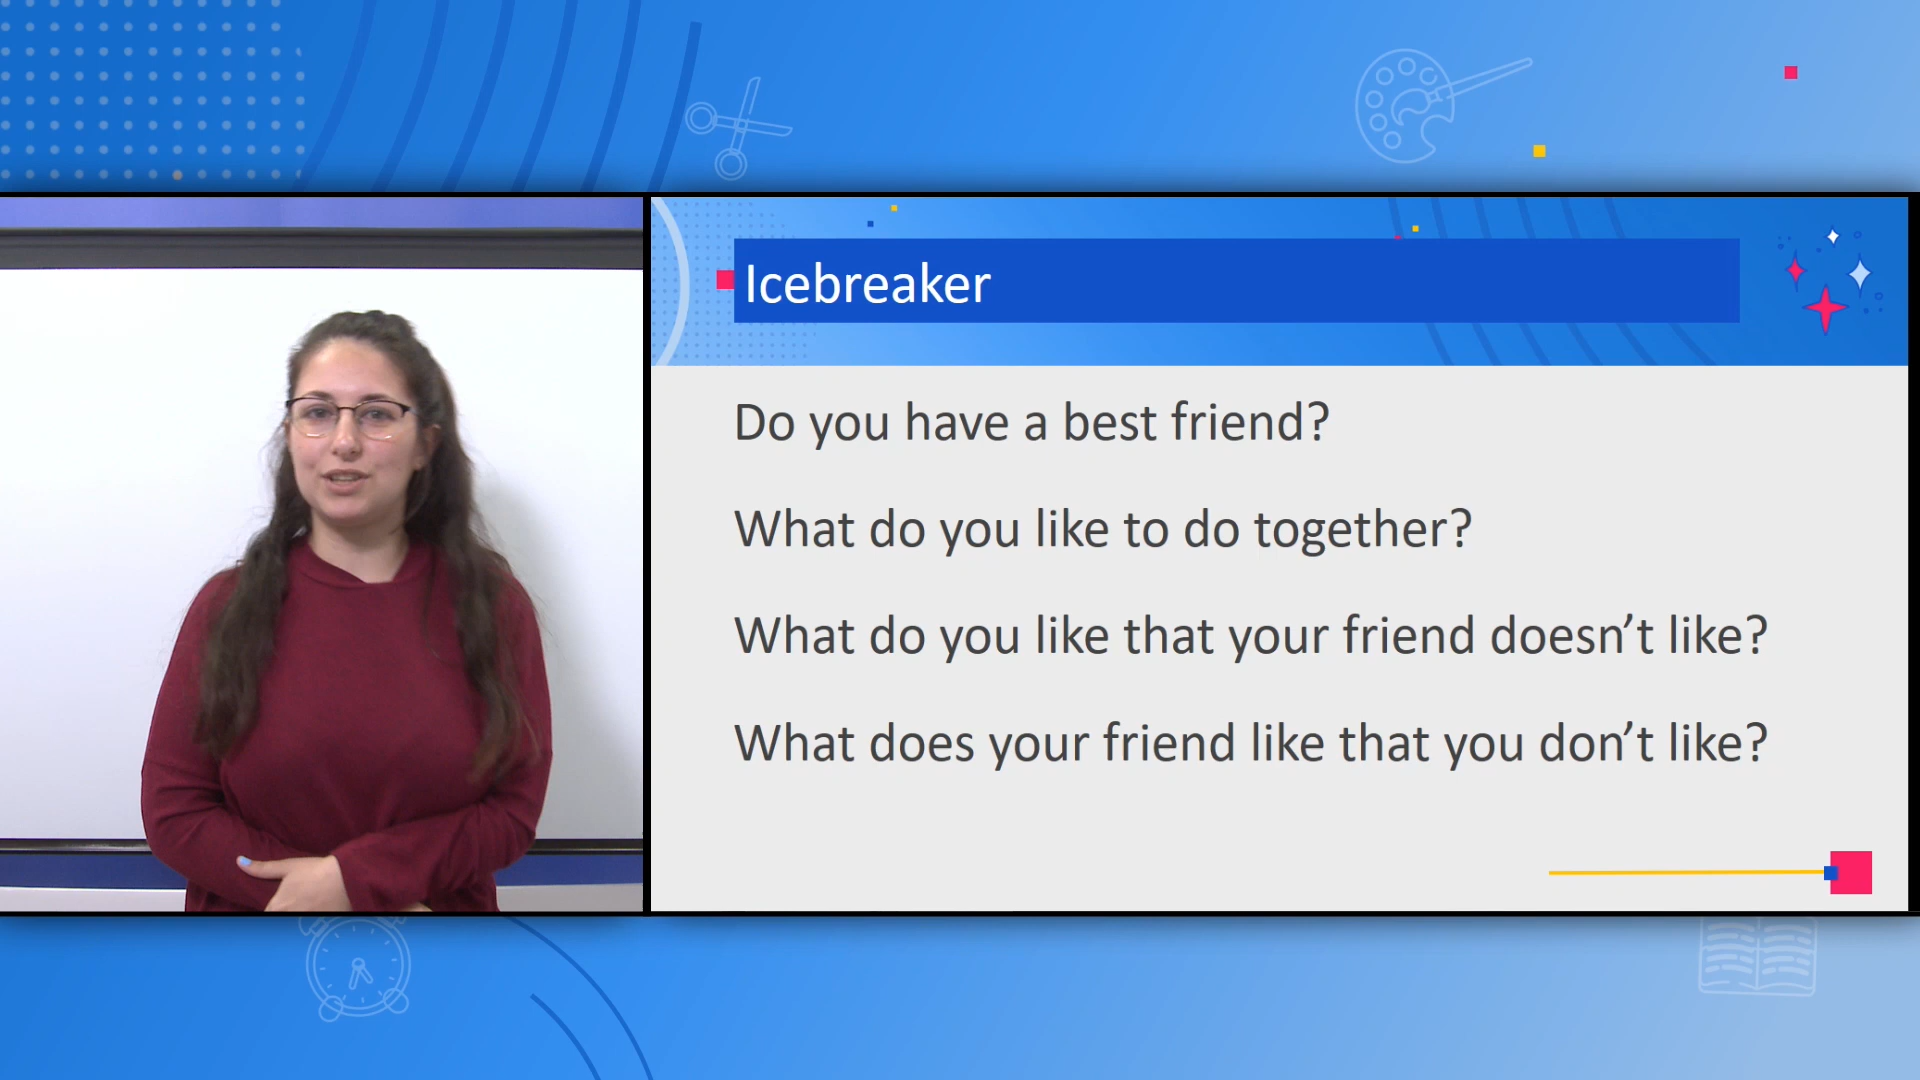 Icebreaker
Do you have a best friend?
What do you like to do together?
What do you like that your friend doesn’t like?
What does your friend like that you don’t like?